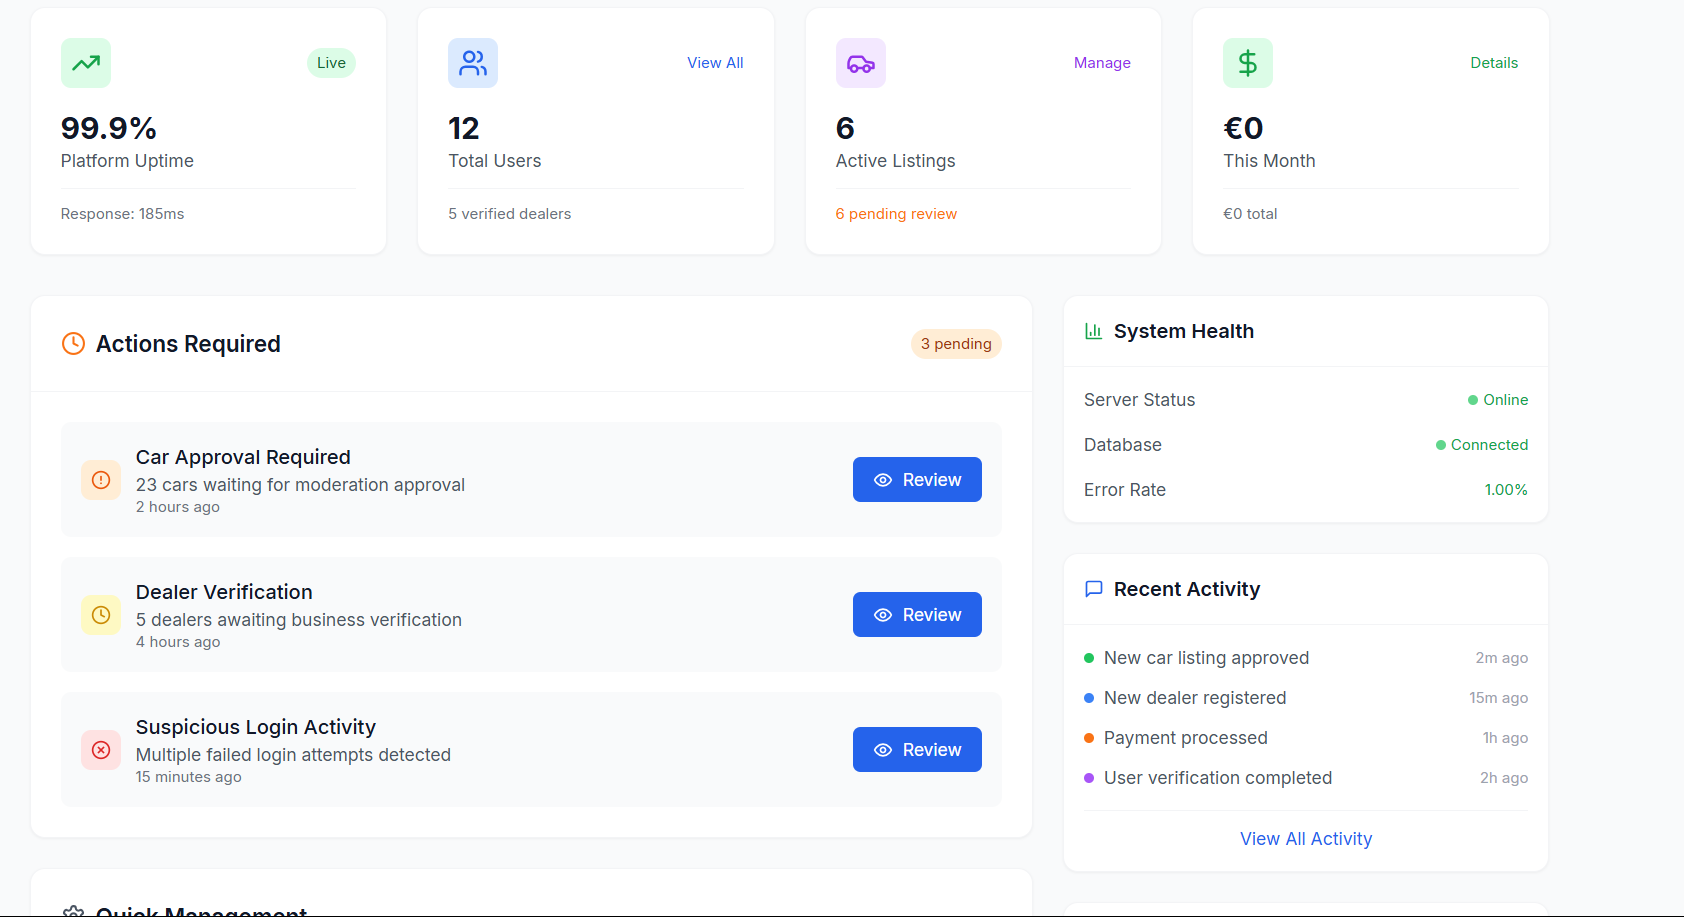 Live
99.9%
Platform Uptime
Response: 185ms
View All
12
Total Users
5 verified dealers
Manage
6
Active Listings
6 pending review
Details
€0
This Month
€0 total
Actions Required
3 pending
Car Approval Required
23 cars waiting for moderation approval
2 hours ago
Review
Dealer Verification
5 dealers awaiting business verification
4 hours ago
Review
Suspicious Login Activity
Multiple failed login attempts detected
15 minutes ago
Review
System Health
Server Status Online
Database Connected
Error Rate 1.00%
Recent Activity
New car listing approved 2m ago
New dealer registered 15m ago
Payment processed 1h ago
User verification completed 2h ago
View All Activity
Quick Management